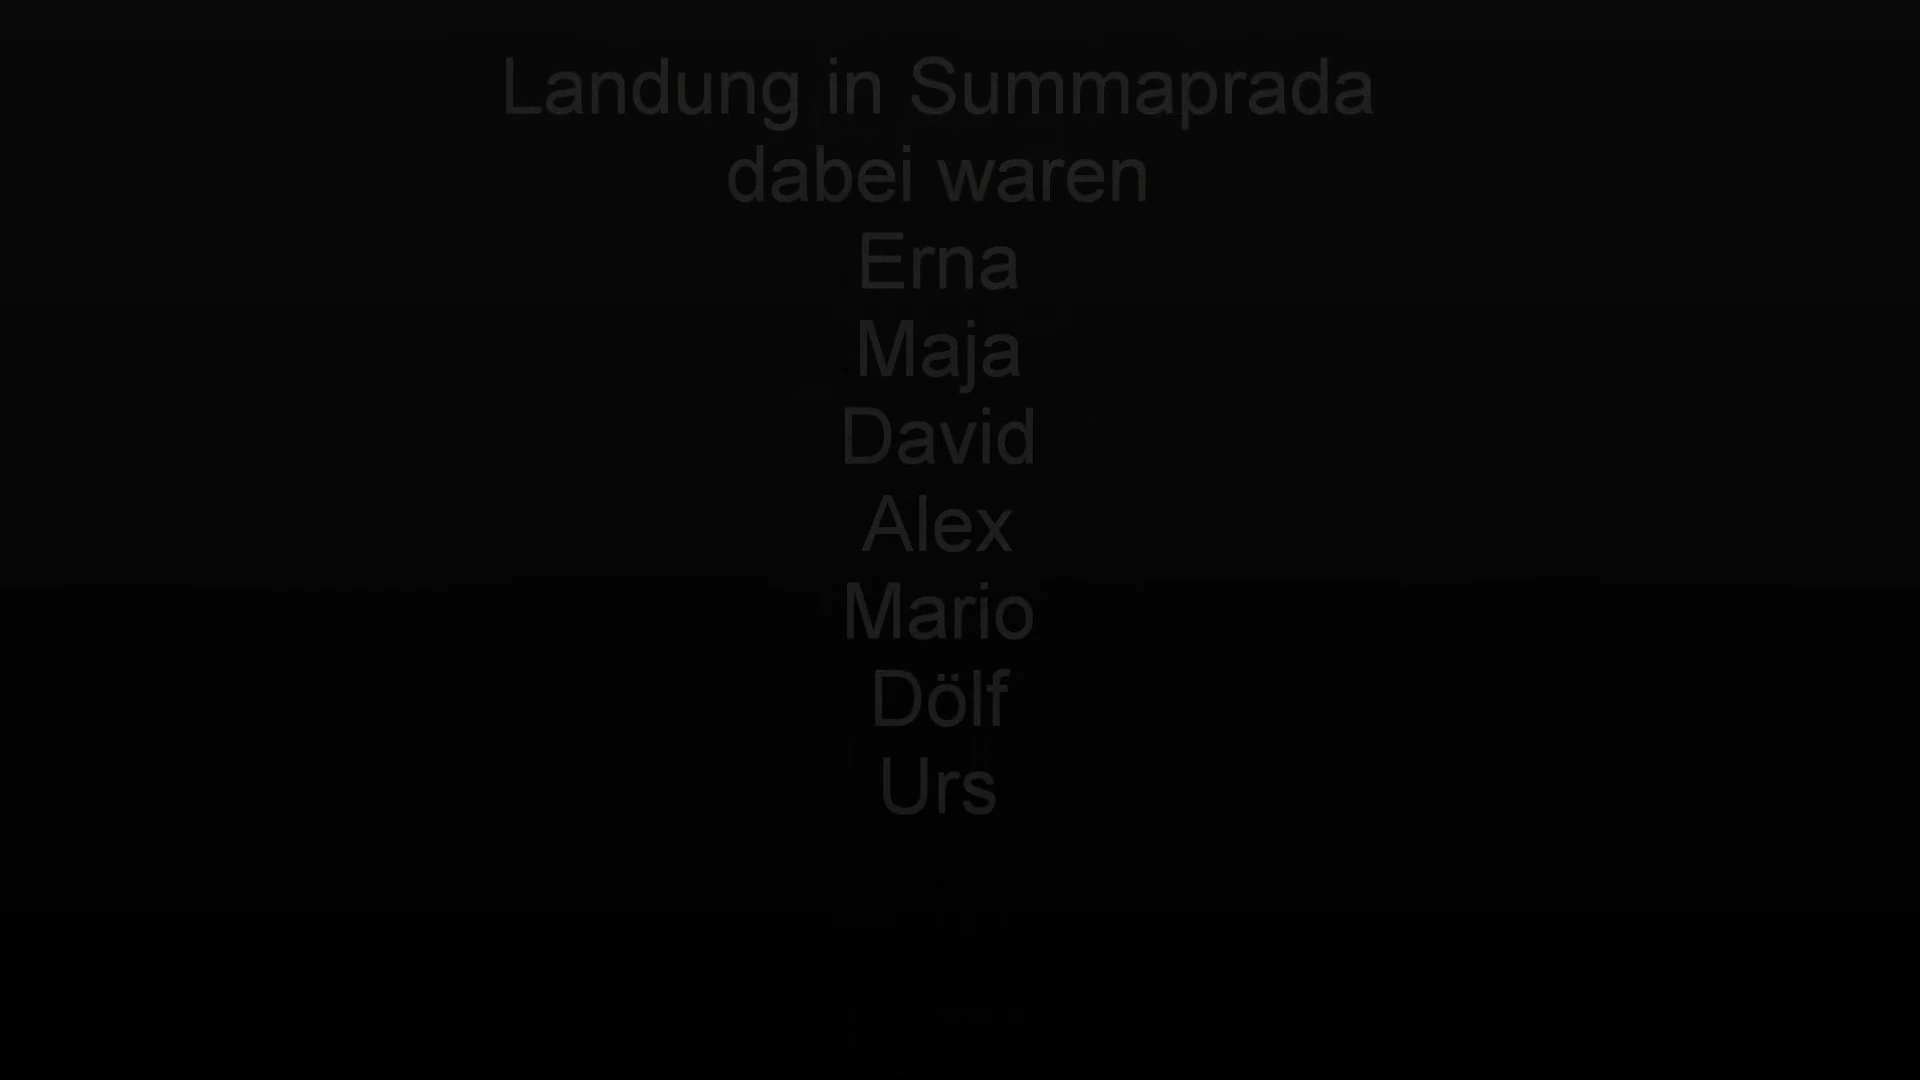 Landung in Summaprada
dabei waren
Erna
Maja
David
Alex
Mario
Dölf
Urs